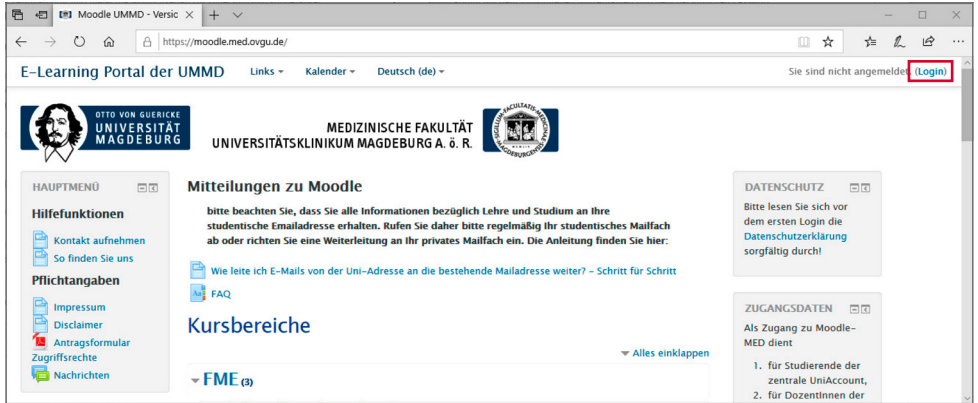 Moodle UMMD - Versic
https://moodle.med.ovgu.de/
E-Learning Portal der UMMD Links Kalender Deutsch (de) Sie sind nicht angemeldet. (Login)
OTTO VON GUERICKE
UNIVERSITÄT
MAGDEBURG
MEDIZINISCHE FAKULTÄT
UNIVERSITÄTSKLINIKUM MAGDEBURG A. ö. R.
HAUPTMENÜ
Hilfefunktionen
Kontakt aufnehmen
So finden Sie uns
Pflichtangaben
Impressum
Disclaimer
Antragsformular
Zugriffsrechte
Nachrichten
Mitteilungen zu Moodle
bitte beachten Sie, dass Sie alle Informationen bezüglich Lehre und Studium an Ihre
studentische Emailadresse erhalten. Rufen Sie daher bitte regelmäßig Ihr studentisches Mailfach
ab oder richten Sie eine Weiterleitung an Ihr privates Mailfach ein. Die Anleitung finden Sie hier:
Wie leite ich E-Mails von der Uni-Adresse an die bestehende Mailadresse weiter? - Schritt für Schritt
Aa FAQ
Kursbereiche
Alles einklappen
FME (3)
DATENSCHUTZ
Bitte lesen Sie sich vor
dem ersten Login die
Datenschutzerklärung
sorgfältig durch!
ZUGANGSDATEN
Als Zugang zu Moodle-
MED dient
1. für Studierende der
zentrale UniAccount,
2. für DozentInnen der